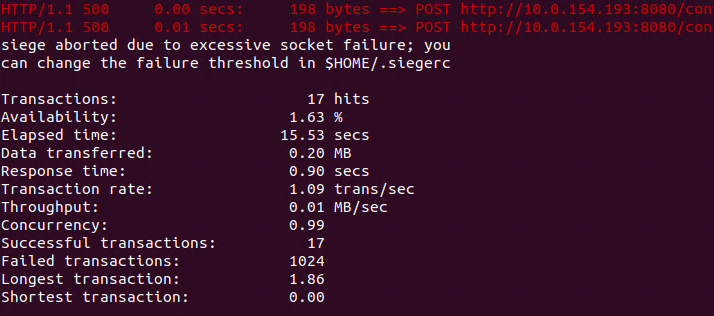 HTTP/1.1 500     0.00 secs:     198 bytes ==> POST http://10.0.154.193:8080/con
HTTP/1.1 500     0.01 secs:     198 bytes ==> POST http://10.0.154.193:8080/con
siege aborted due to excessive socket failure; you
can change the failure threshold in $HOME/.siegerc
Transactions:                     17 hits
Availability:                   1.63 %
Elapsed time:                  15.53 secs
Data transferred:               0.20 MB
Response time:                  0.90 secs
Transaction rate:               1.09 trans/sec
Throughput:                     0.01 MB/sec
Concurrency:                    0.99
Successful transactions:          17
Failed transactions:            1024
Longest transaction:            1.86
Shortest transaction:           0.00